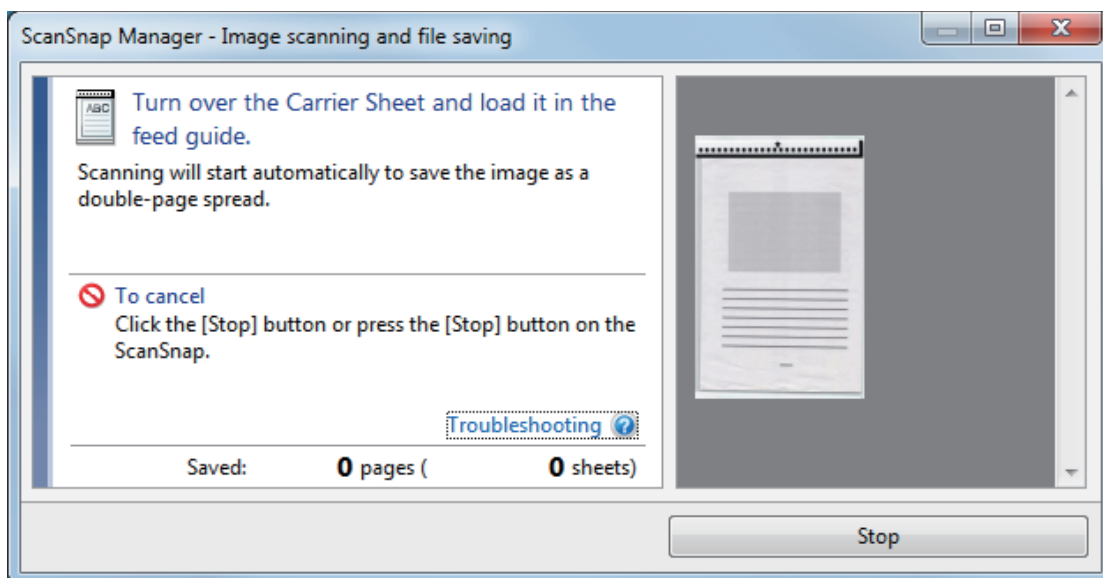 ScanSnap Manager - Image scanning and file saving
ABC
Turn over the Carrier Sheet and load it in the
feed guide.
Scanning will start automatically to save the image as a
double-page spread.
To cancel
Click the [Stop] button or press the [Stop] button on the
ScanSnap.
Troubleshooting ?
Saved: 0 pages ( 0 sheets)
Stop